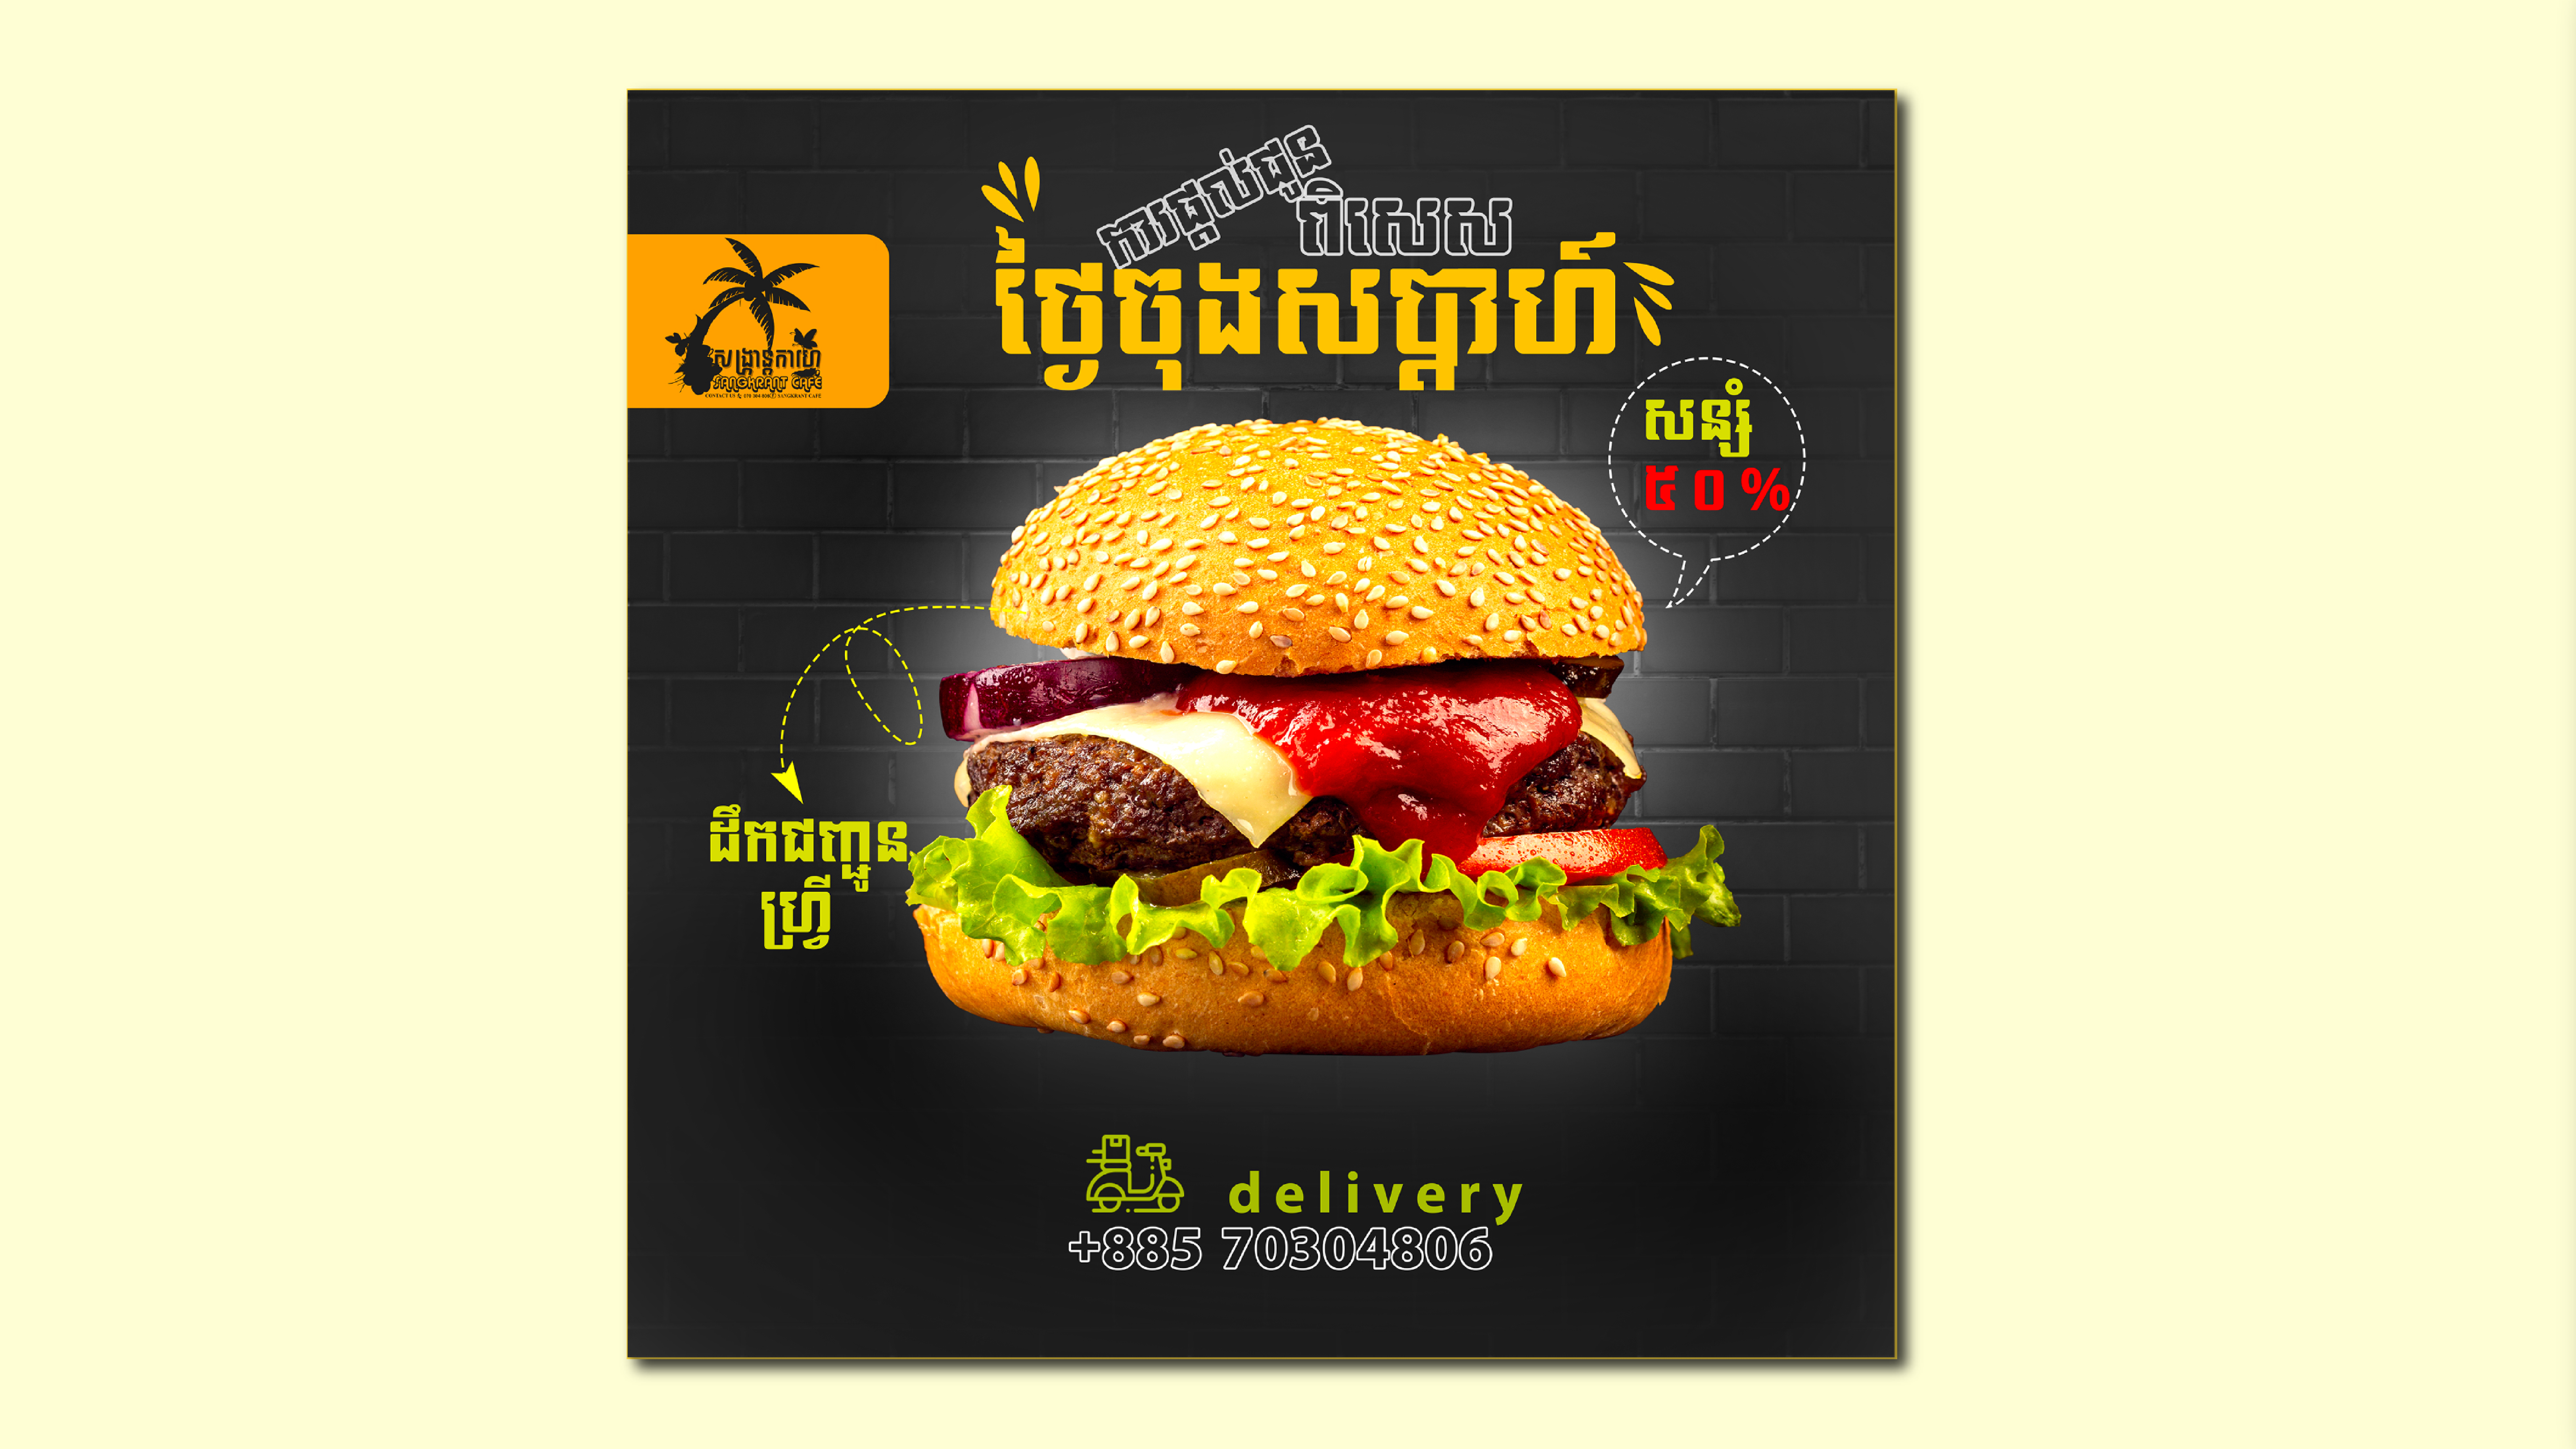 ការផ្ដល់ជូន
ពិសេស
ថ្ងៃចុងសប្តាហ៍
សង្ក្រាន្តកាហ្វេ
SANGKRANT CAFE
សន្សំ
៥០%
ដឹកជញ្ជូន
ហ្វ្រី
delivery
+885 70304806